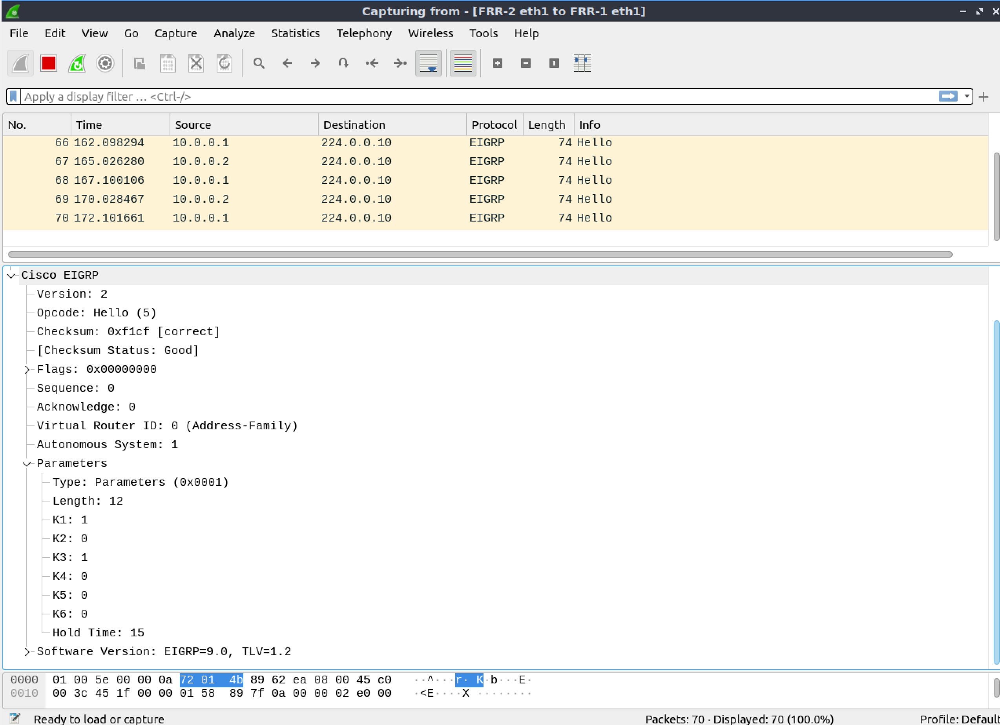 Capturing from - [FRR-2 eth1 to FRR-1 eth1]
File Edit View Go Capture Analyze Statistics Telephony Wireless Tools Help
Apply a display filter … <Ctrl-/>
No. Time Source Destination Protocol Length Info
66 162.098294 10.0.0.1 224.0.0.10 EIGRP 74 Hello
67 165.026280 10.0.0.2 224.0.0.10 EIGRP 74 Hello
68 167.100106 10.0.0.1 224.0.0.10 EIGRP 74 Hello
69 170.028467 10.0.0.2 224.0.0.10 EIGRP 74 Hello
70 172.101661 10.0.0.1 224.0.0.10 EIGRP 74 Hello
Cisco EIGRP
Version: 2
Opcode: Hello (5)
Checksum: 0xf1cf [correct]
[Checksum Status: Good]
Flags: 0x00000000
Sequence: 0
Acknowledge: 0
Virtual Router ID: 0 (Address-Family)
Autonomous System: 1
Parameters
Type: Parameters (0x0001)
Length: 12
K1: 1
K2: 0
K3: 1
K4: 0
K5: 0
K6: 0
Hold Time: 15
Software Version: EIGRP=9.0, TLV=1.2
0000 01 00 5e 00 00 0a 72 01 4b 89 62 ea 08 00 45 c0 ··^···r· K·b···E·
0010 00 3c 45 1f 00 00 01 58 89 7f 0a 00 00 02 e0 00 ·<E····X ········
Ready to load or capture Packets: 70 · Displayed: 70 (100.0%) Profile: Default